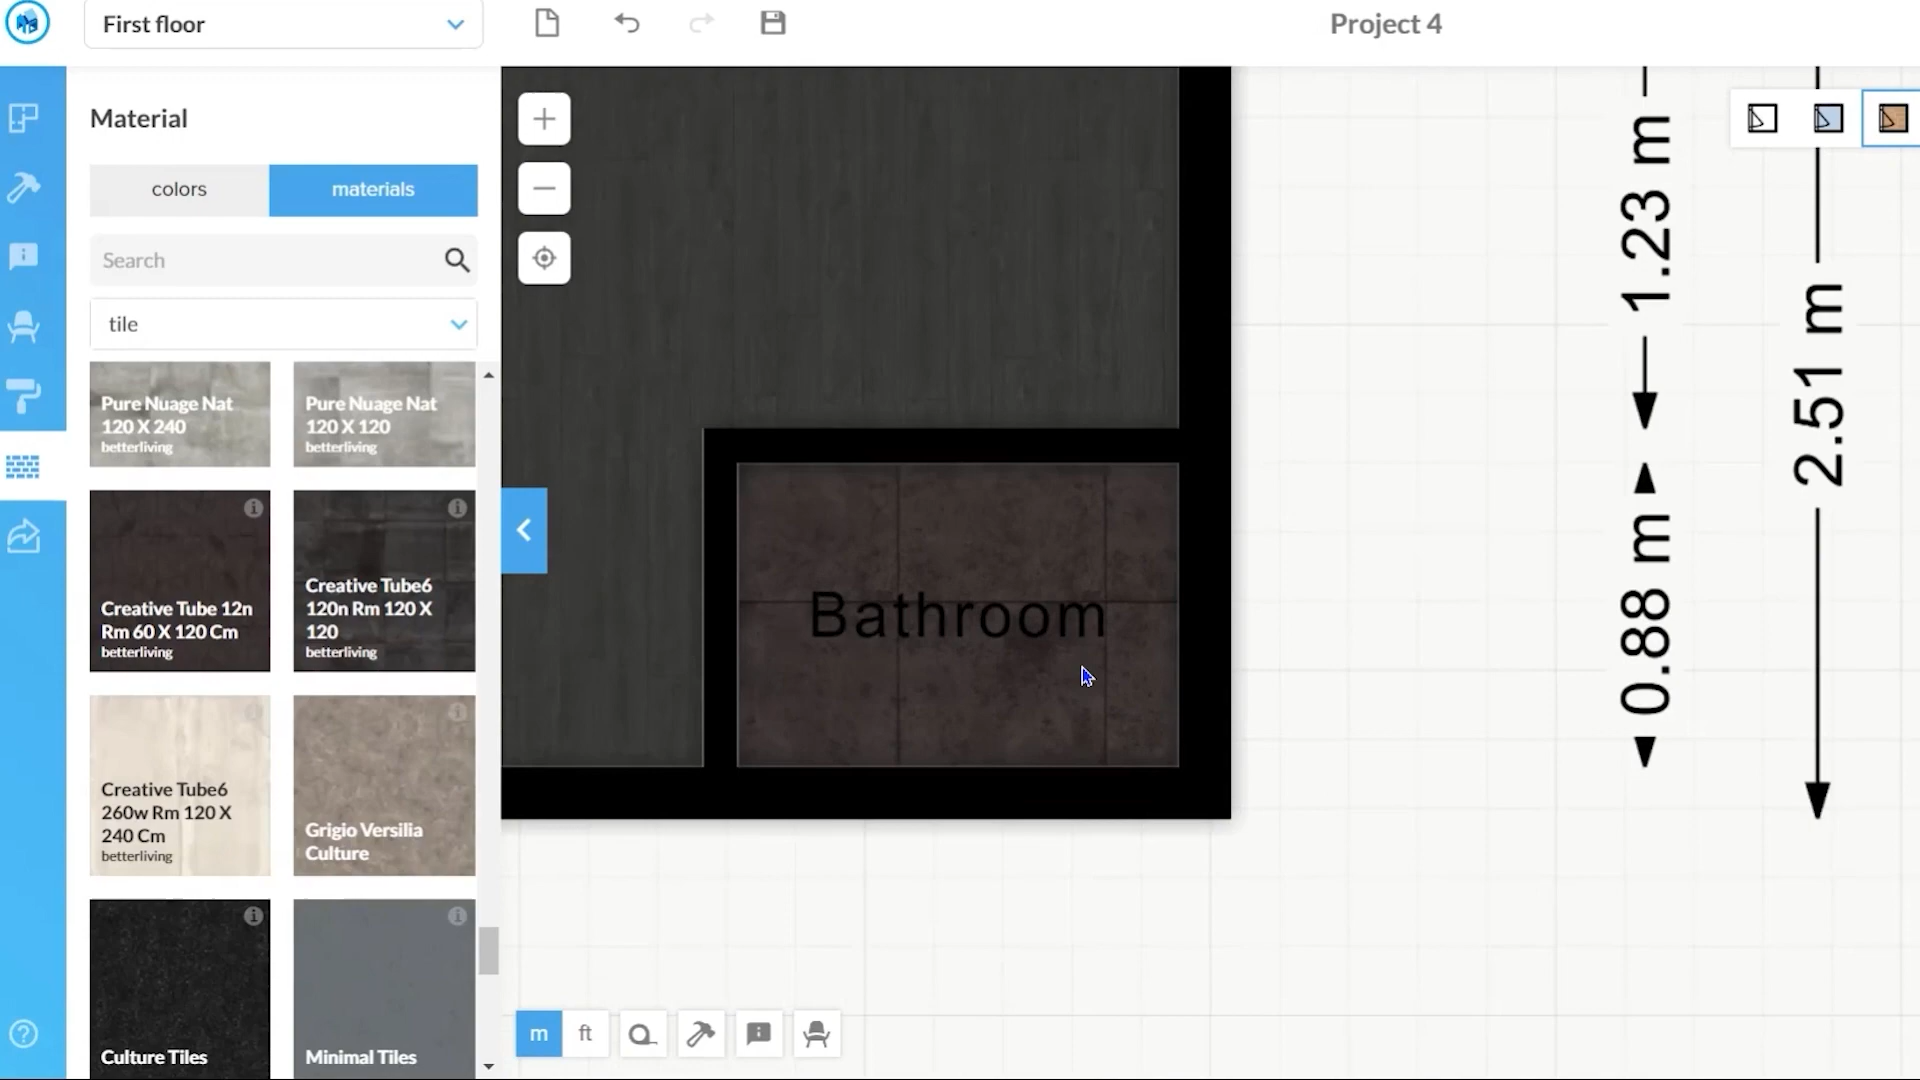 First floor
Project 4
Material
colors
materials
Search
tile
Pure Nuage Nat
120 X 240
betterliving
Pure Nuage Nat
120 X 120
betterliving
Creative Tube 12n
Rm 60 X 120 Cm
betterliving
Creative Tube6
120n Rm 120 X
120
betterliving
Creative Tube6
260w Rm 120 X
240 Cm
betterliving
Grigio Versilia
Culture
Culture Tiles
Minimal Tiles
Bathroom
1.23 m
0.88 m
2.51 m
m
ft